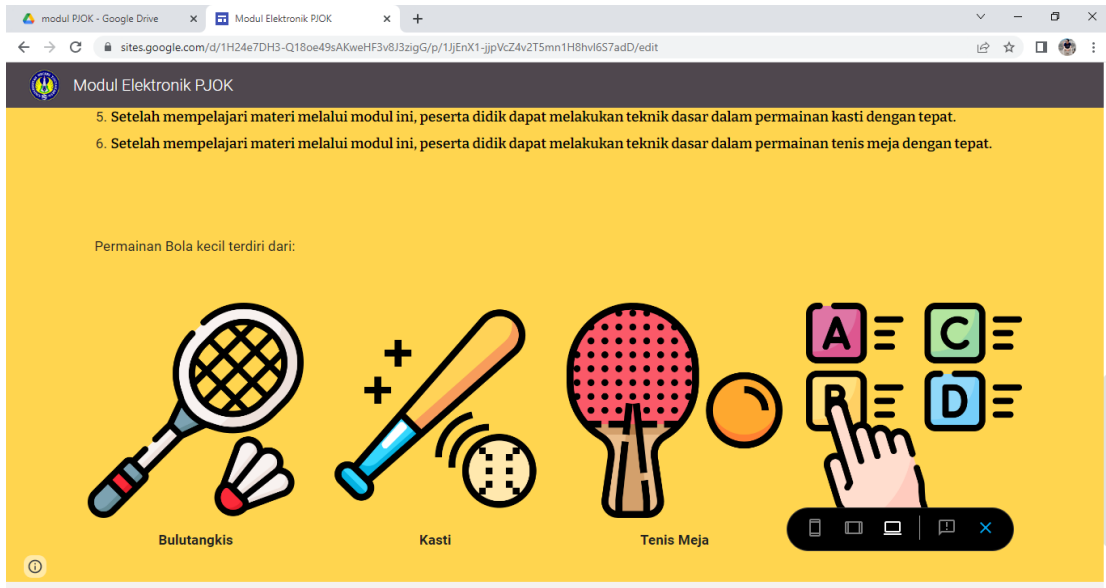 modul PJOK - Google Drive
Modul Elektronik PJOK
sites.google.com/d/1H24e7DH3-Q18oe49sAKweHF3v8J3zigG/p/1JjEnX1-jjpVcZ4v2T5mn1H8hvI6S7adD/edit
Modul Elektronik PJOK
5. Setelah mempelajari materi melalui modul ini, peserta didik dapat melakukan teknik dasar dalam permainan kasti dengan tepat.
6. Setelah mempelajari materi melalui modul ini, peserta didik dapat melakukan teknik dasar dalam permainan tenis meja dengan tepat.
Permainan Bola kecil terdiri dari:
A C
B D
Bulutangkis Kasti Tenis Meja